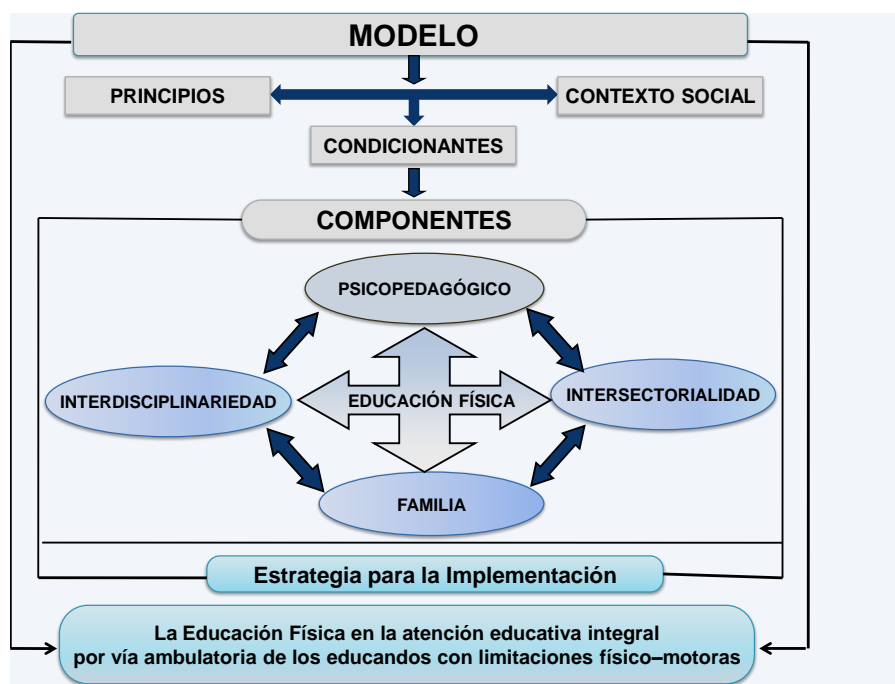 MODELO
PRINCIPIOS
CONTEXTO SOCIAL
CONDICIONANTES
COMPONENTES
PSICOPEDAGÓGICO
INTERDISCIPLINARIEDAD
EDUCACIÓN FÍSICA
INTERSECTORIALIDAD
FAMILIA
Estrategia para la Implementación
La Educación Física en la atención educativa integral
por vía ambulatoria de los educandos con limitaciones físico–motoras